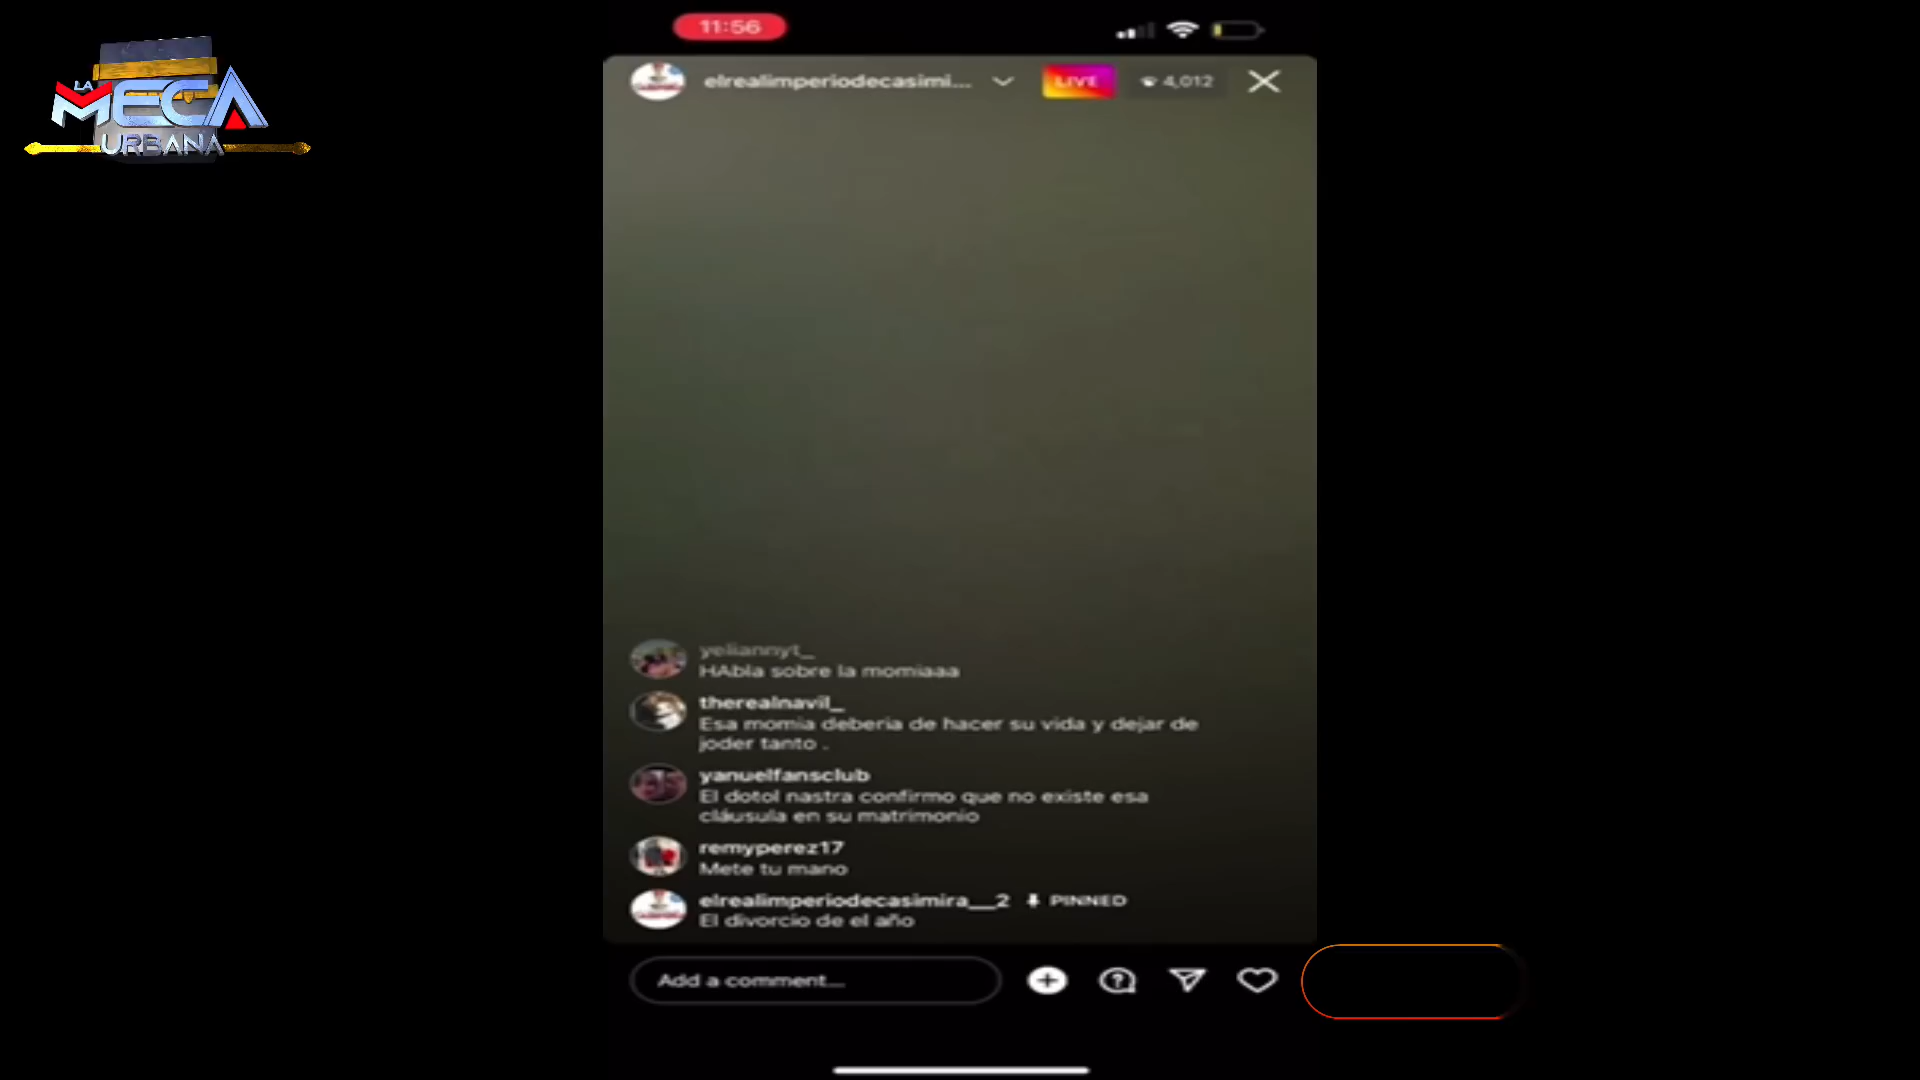 LA
MECA
URBANA
11:56
elrealimperiodecasimi...
LIVE
4,012
yeliannyt_
HAbla sobre la momiaaa
therealnavil_
Esa momia deberia de hacer su vida y dejar de
joder tanto .
yanuelfansclub
El dotol nastra confirmo que no existe esa
cláusula en su matrimonio
remyperez17
Mete tu mano
elrealimperiodecasimira__2 PINNED
El divorcio de el año
Add a comment...